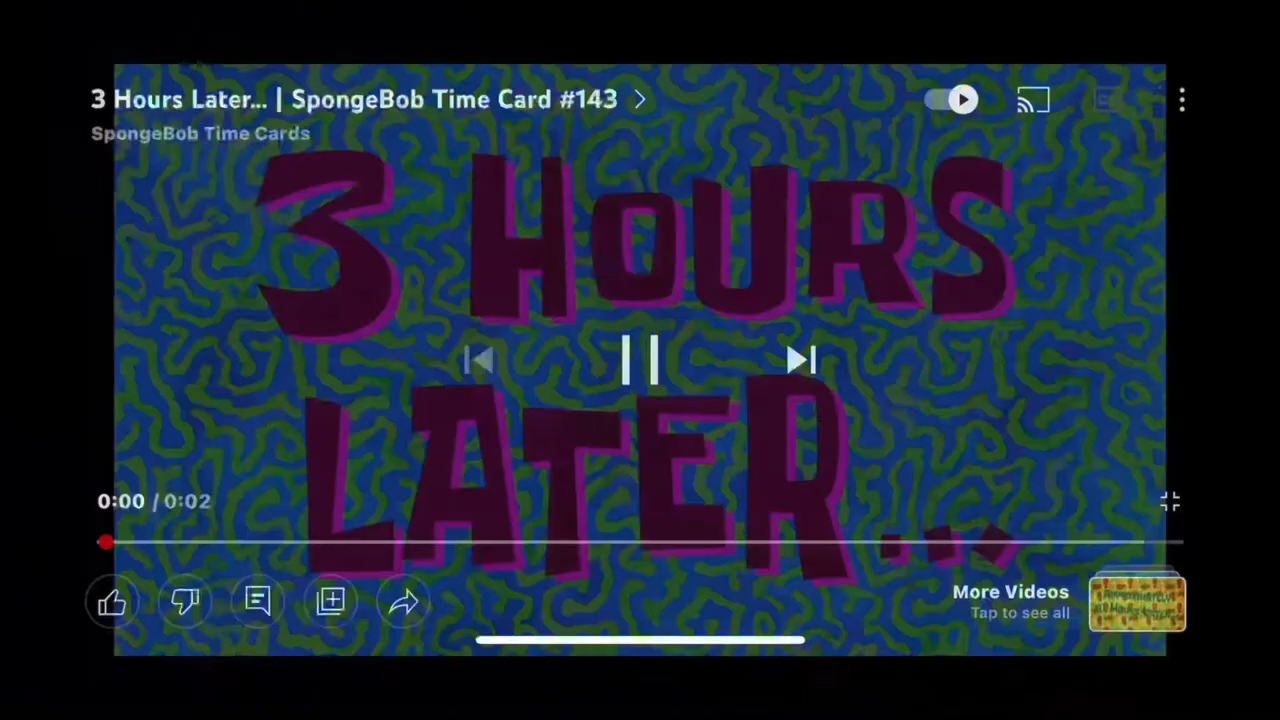 3 Hours Later... | SpongeBob Time Card #143
SpongeBob Time Cards
3 HOURS
LATER...
0:00 / 0:02
More Videos
Tap to see all